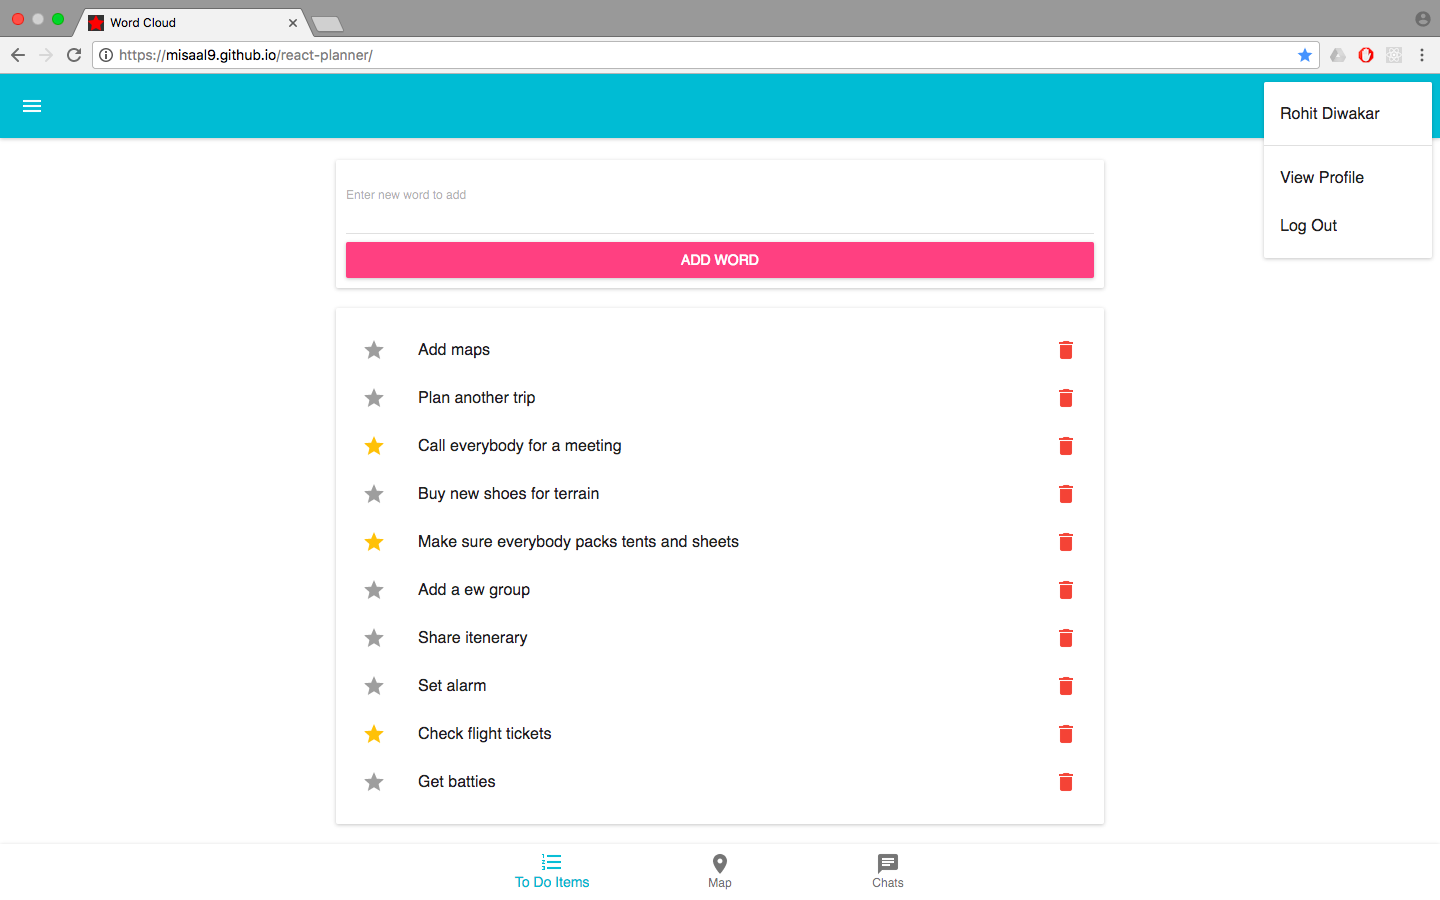 Word Cloud
https://misaal9.github.io/react-planner/
Rohit Diwakar
View Profile
Log Out
Enter new word to add
ADD WORD
Add maps
Plan another trip
Call everybody for a meeting
Buy new shoes for terrain
Make sure everybody packs tents and sheets
Add a ew group
Share itenerary
Set alarm
Check flight tickets
Get batties
To Do Items
Map
Chats